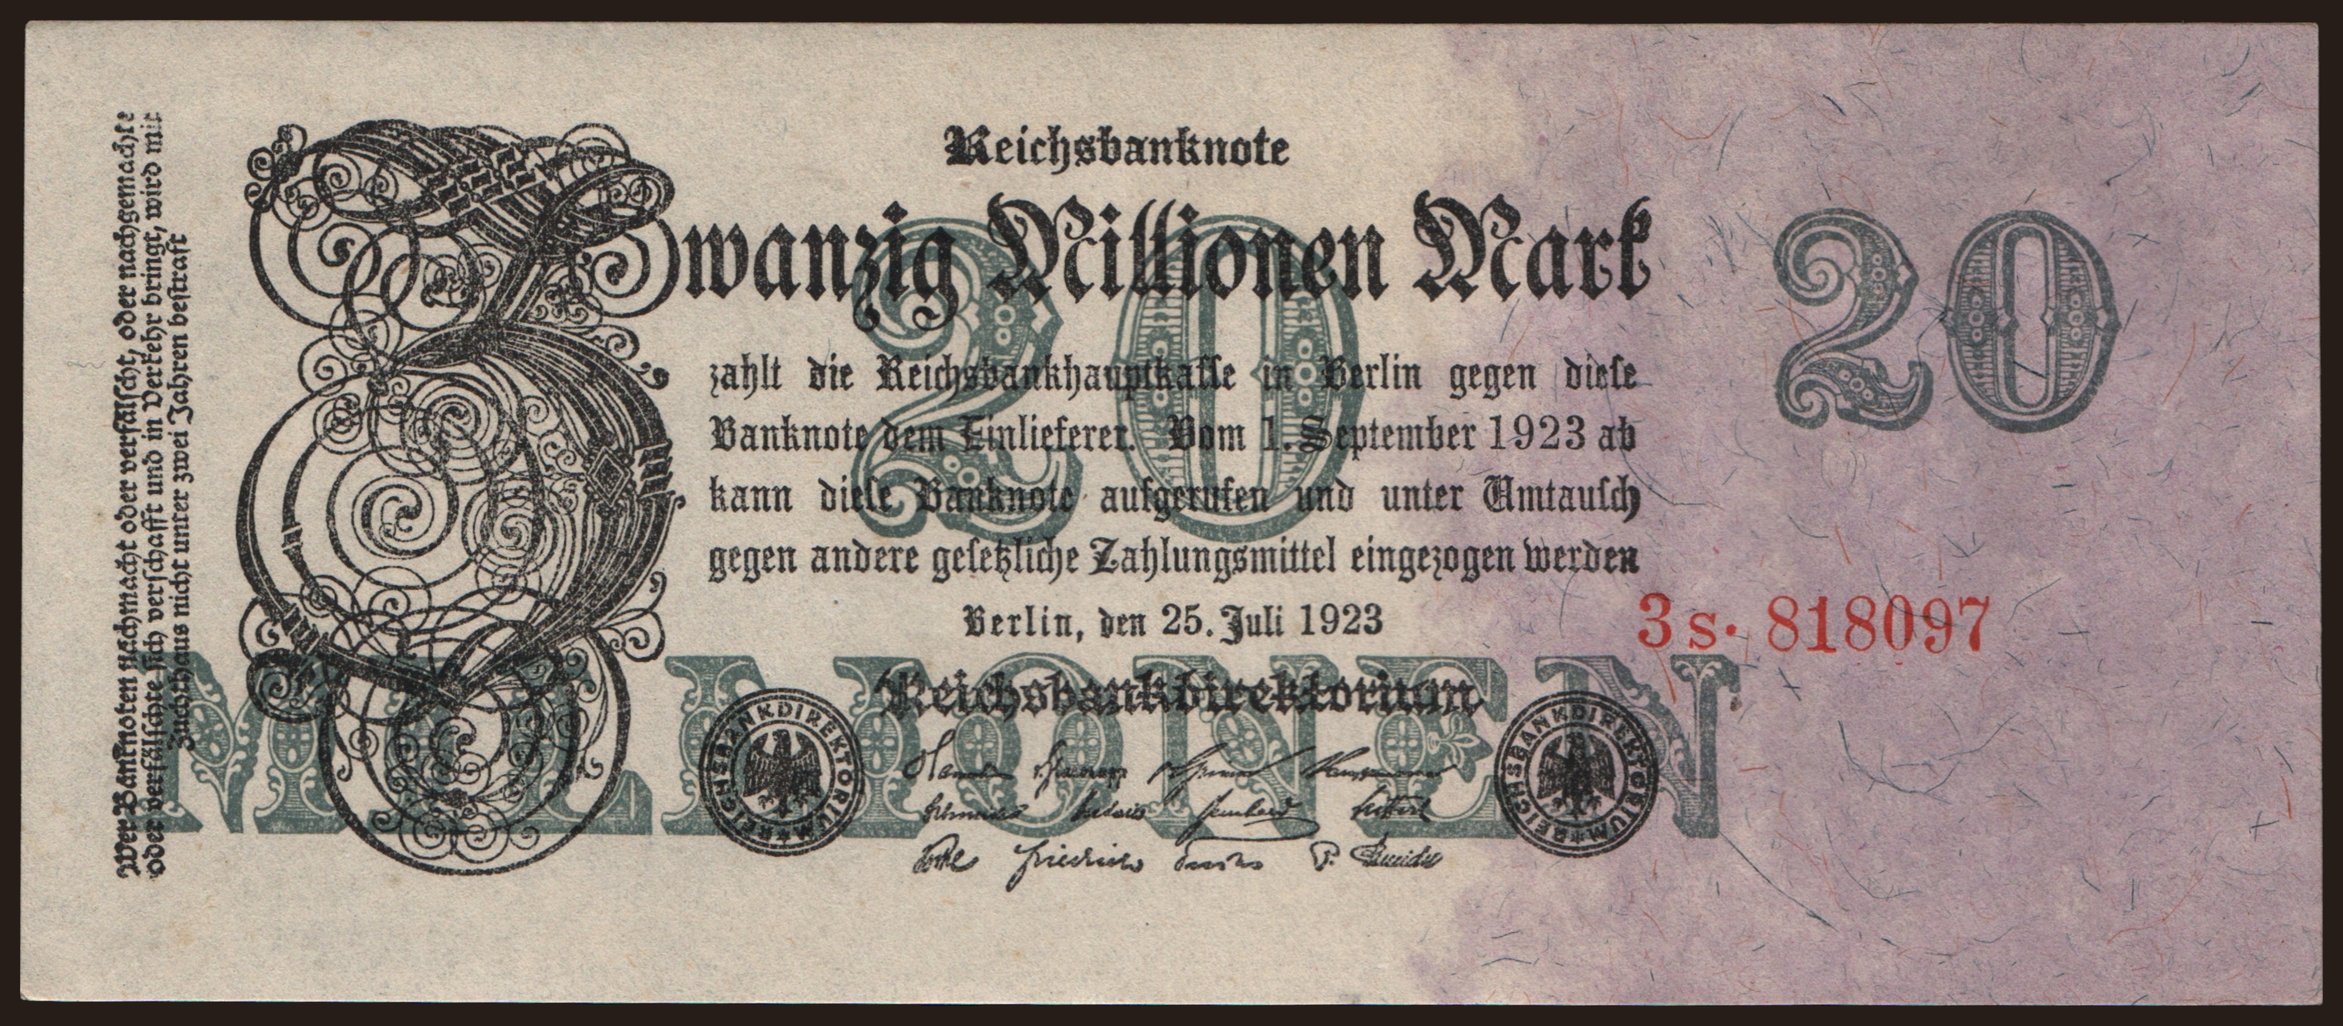 Wer Banknoten nachmacht oder verfälscht, oder nachgemachte
oder verfälschte sich verschafft und in Verkehr bringt, wird mit
Zuchthaus nicht unter zwei Jahren bestraft
Reichsbanknote
Zwanzig Millionen Mark
20
20
zahlt die Reichsbankhauptkasse in Berlin gegen diese
Banknote dem Einlieferer. Vom 1. September 1923 ab
kann diese Banknote aufgerufen und unter Umtausch
gegen andere gesetzliche Zahlungsmittel eingezogen werden
Berlin, den 25. Juli 1923
3 s· 818097
MILLIONEN
Reichsbankdirektorium
REICHSBANKDIREKTORIUM
REICHSBANKDIREKTORIUM